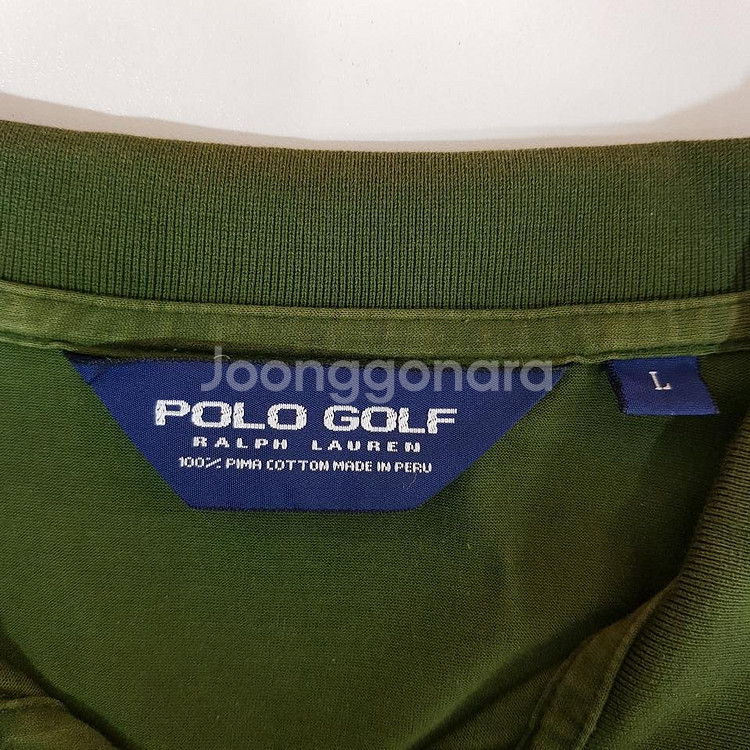 Joonggonara
POLO GOLF
RALPH LAUREN
100% PIMA COTTON MADE IN PERU
L